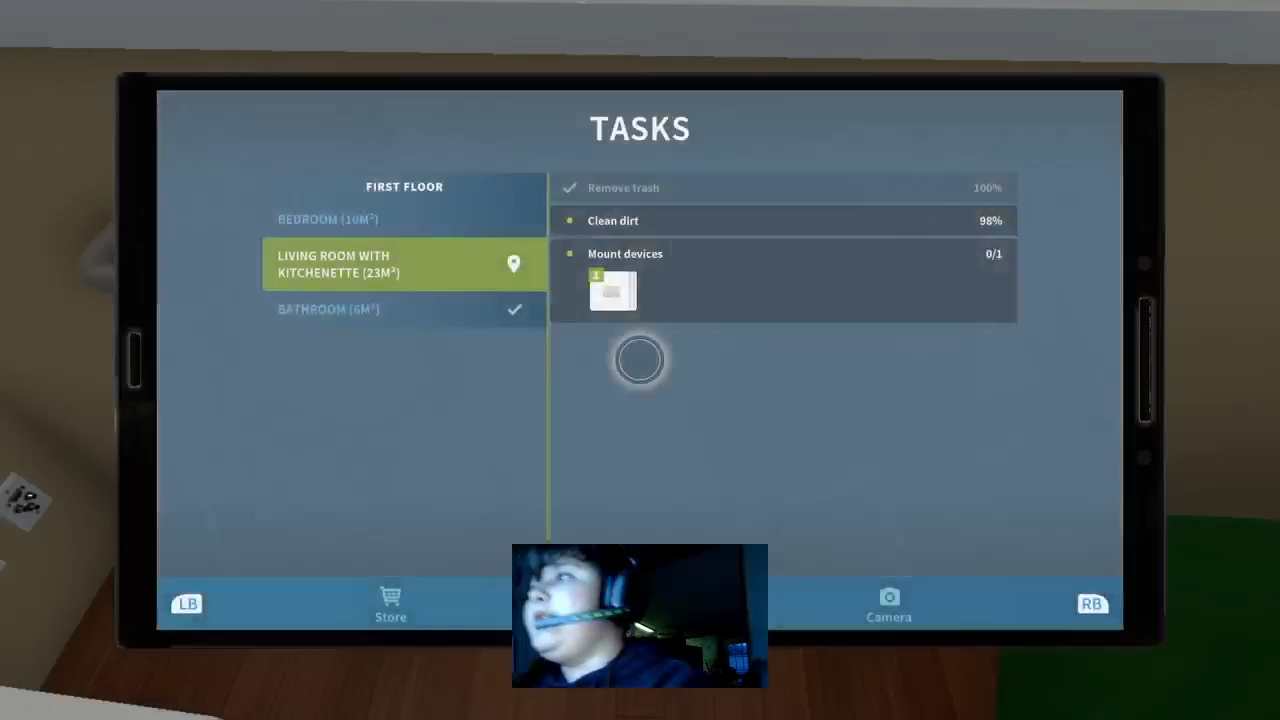 TASKS
FIRST FLOOR
BEDROOM (10M²)
LIVING ROOM WITH
KITCHENETTE (23M²)
BATHROOM (6M²)
Remove trash 100%
Clean dirt 98%
Mount devices 0/1
1
LB
Store
Camera
RB